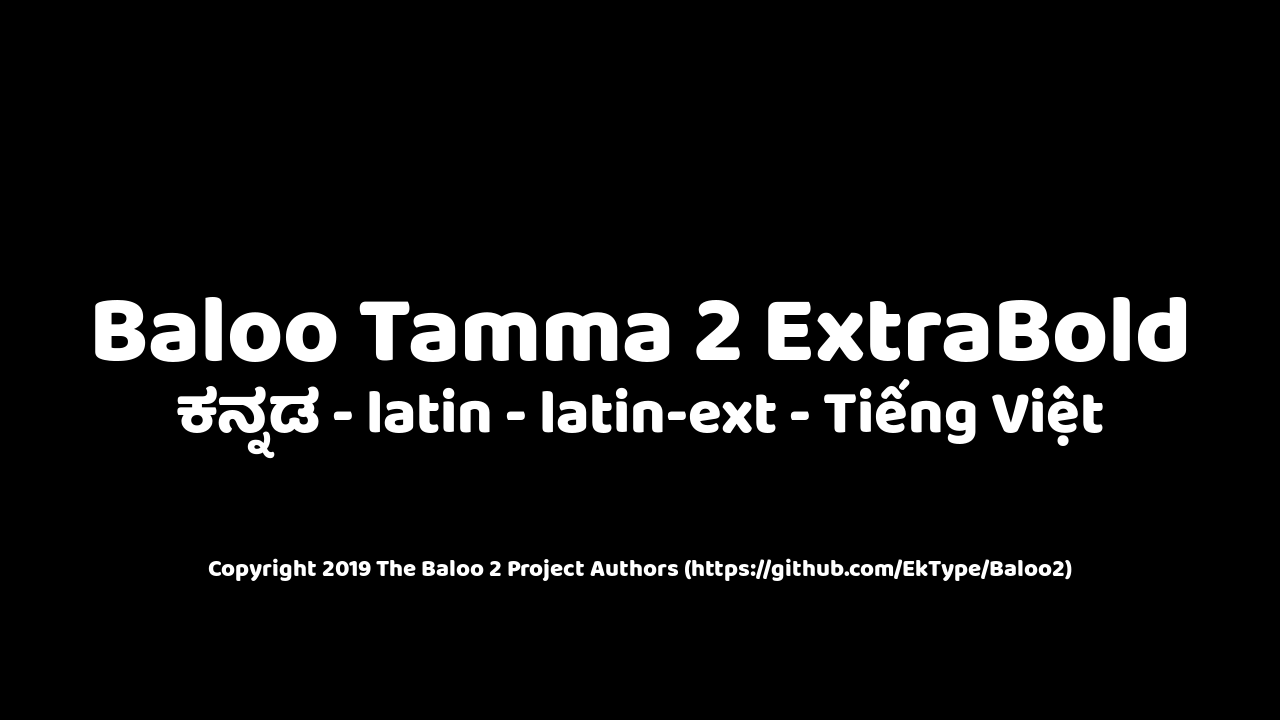 Baloo Tamma 2 ExtraBold
ಕನ್ನಡ - latin - latin-ext - Tiếng Việt
Copyright 2019 The Baloo 2 Project Authors (https://github.com/EkType/Baloo2)